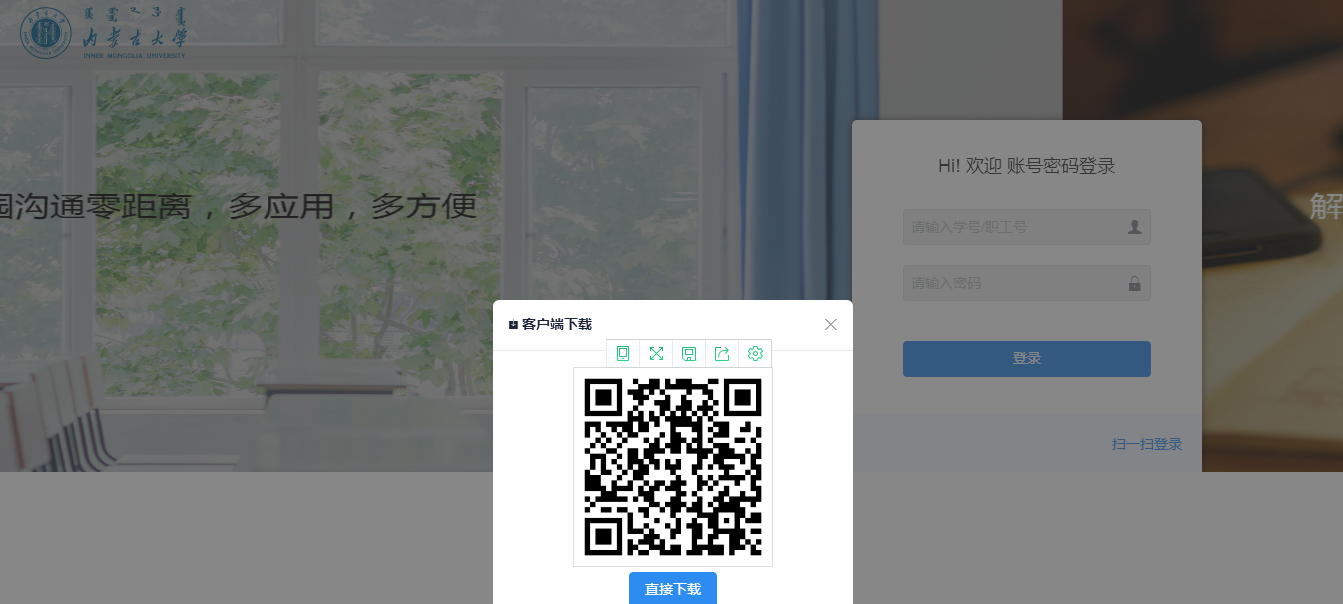 内蒙古大学
INNER MONGOLIA UNIVERSITY
Hi! 欢迎 账号密码登录
园沟通零距离，多应用，多方便
解
请输入学号/职工号
请输入密码
客户端下载
登录
扫一扫登录
直接下载